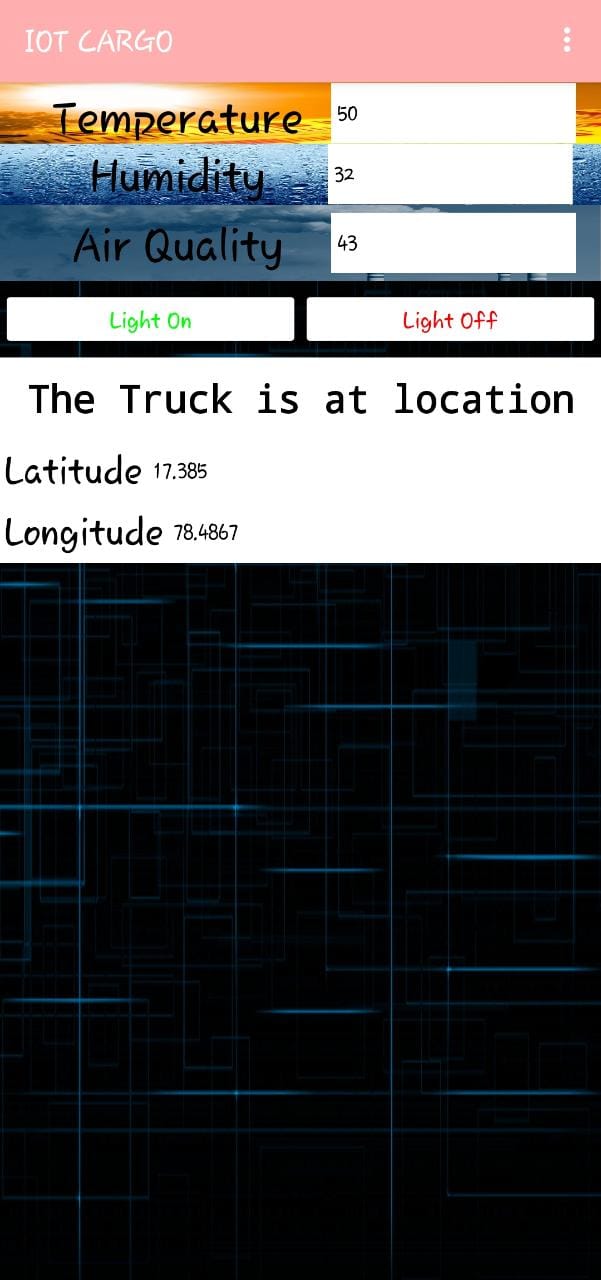 IOT CARGO
Temperature 50
Humidity 32
Air Quality 43
Light On Light Off
The Truck is at location
Latitude 17.385
Longitude 78.4867